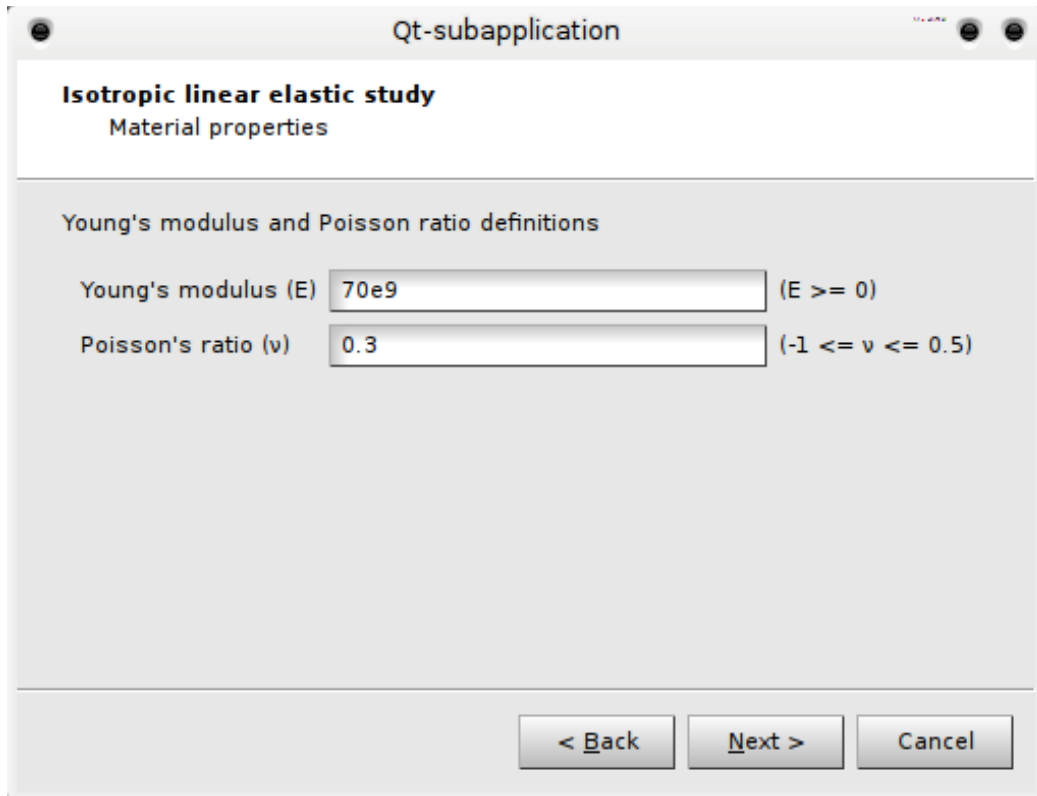 Qt-subapplication
Isotropic linear elastic study
Material properties
Young's modulus and Poisson ratio definitions
Young's modulus (E) 70e9 (E >= 0)
Poisson's ratio (ν) 0.3 (-1 <= ν <= 0.5)
< Back Next > Cancel